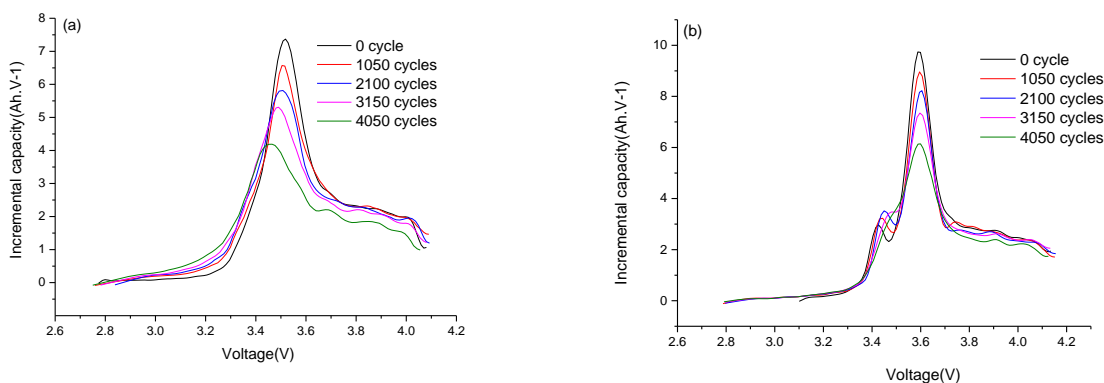 (a)
0 cycle
1050 cycles
2100 cycles
3150 cycles
4050 cycles
Incremental capacity(Ah.V-1)
8
7
6
5
4
3
2
1
0
2.6 2.8 3.0 3.2 3.4 3.6 3.8 4.0 4.2
Voltage(V)
(b)
0 cycle
1050 cycles
2100 cycles
3150 cycles
4050 cycles
Incremental capacity(Ah.V-1)
10
8
6
4
2
0
2.6 2.8 3.0 3.2 3.4 3.6 3.8 4.0 4.2
Voltage(V)